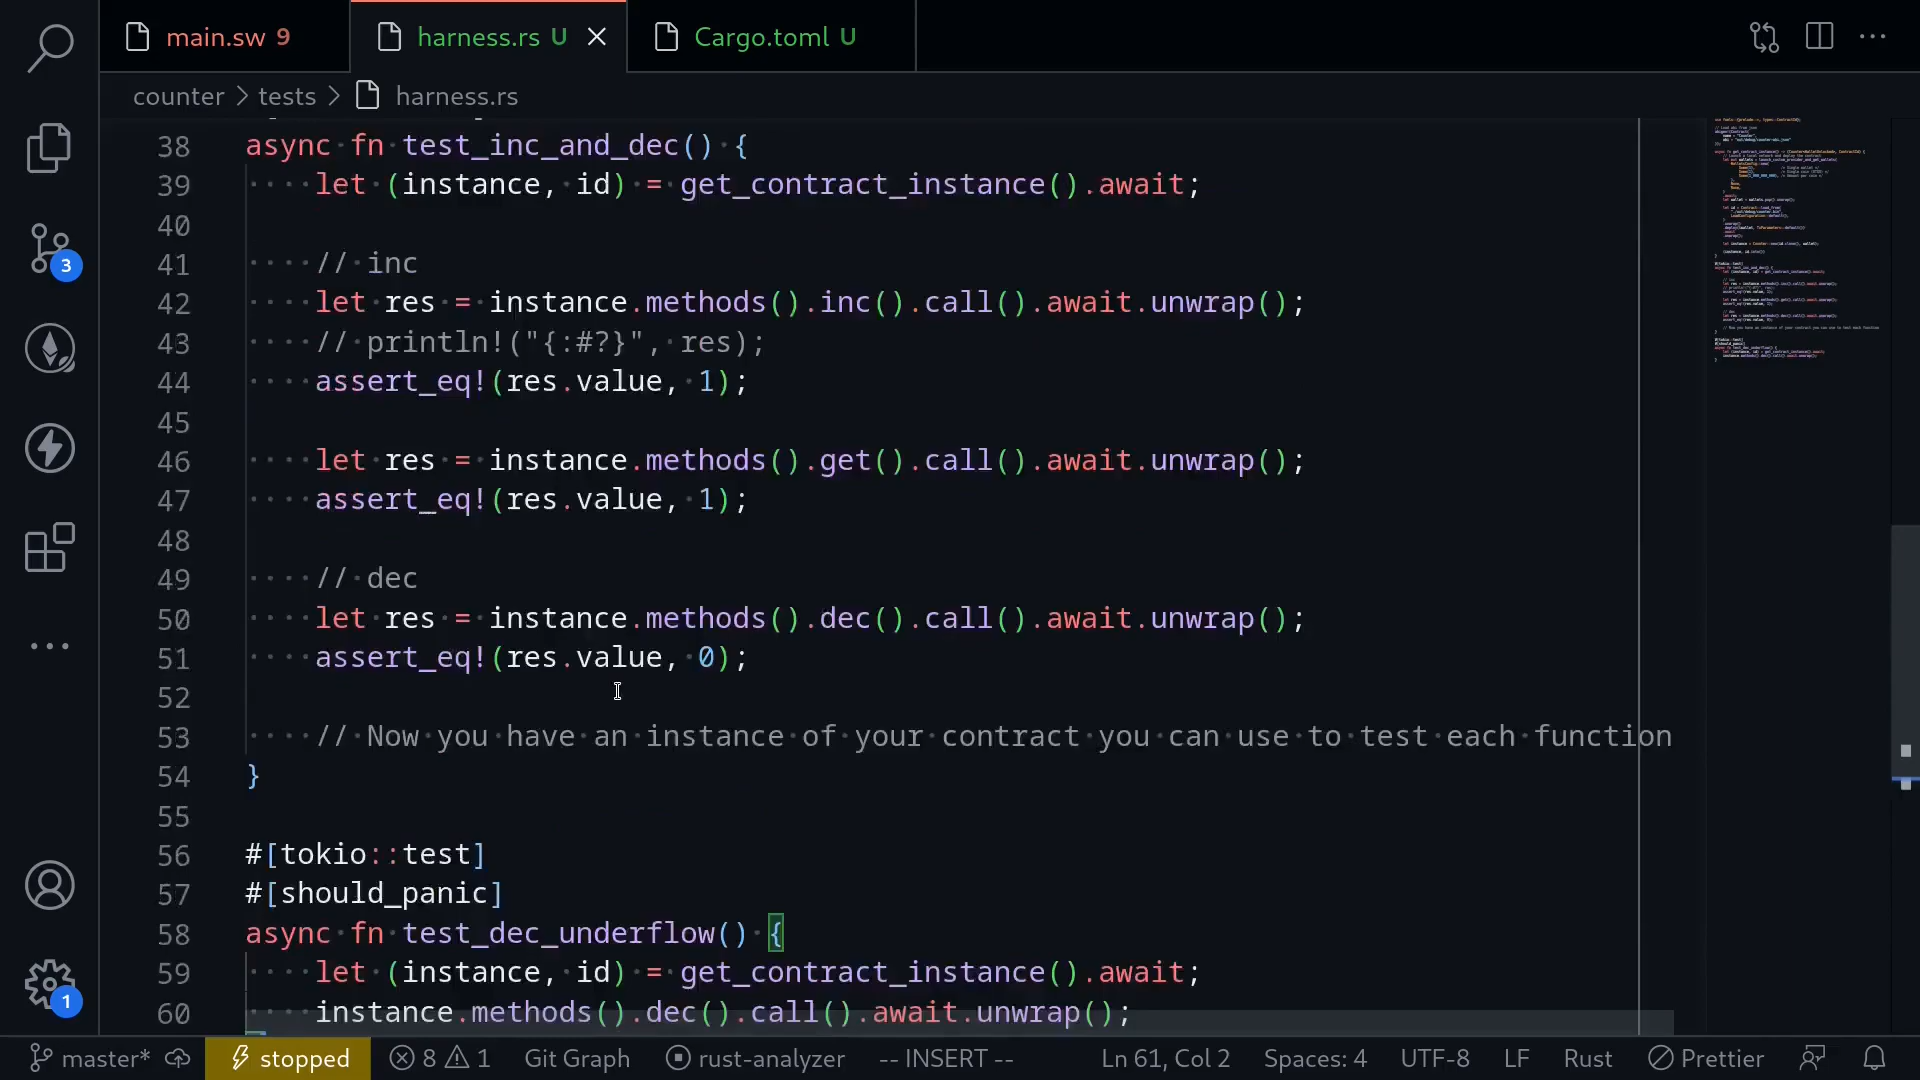 main.sw 9
harness.rs U
Cargo.toml U
counter > tests > harness.rs
38 async fn test_inc_and_dec() {
39     let (instance, id) = get_contract_instance().await;
40
41     // inc
42     let res = instance.methods().inc().call().await.unwrap();
43     // println!("{:#?}", res);
44     assert_eq!(res.value, 1);
45
46     let res = instance.methods().get().call().await.unwrap();
47     assert_eq!(res.value, 1);
48
49     // dec
50     let res = instance.methods().dec().call().await.unwrap();
51     assert_eq!(res.value, 0);
52
53     // Now you have an instance of your contract you can use to test each function
54 }
55
56 #[tokio::test]
57 #[should_panic]
58 async fn test_dec_underflow() {
59     let (instance, id) = get_contract_instance().await;
60     instance.methods().dec().call().await.unwrap();
3
1
master* stopped 8 1 Git Graph rust-analyzer -- INSERT -- Ln 61, Col 2 Spaces: 4 UTF-8 LF Rust Prettier